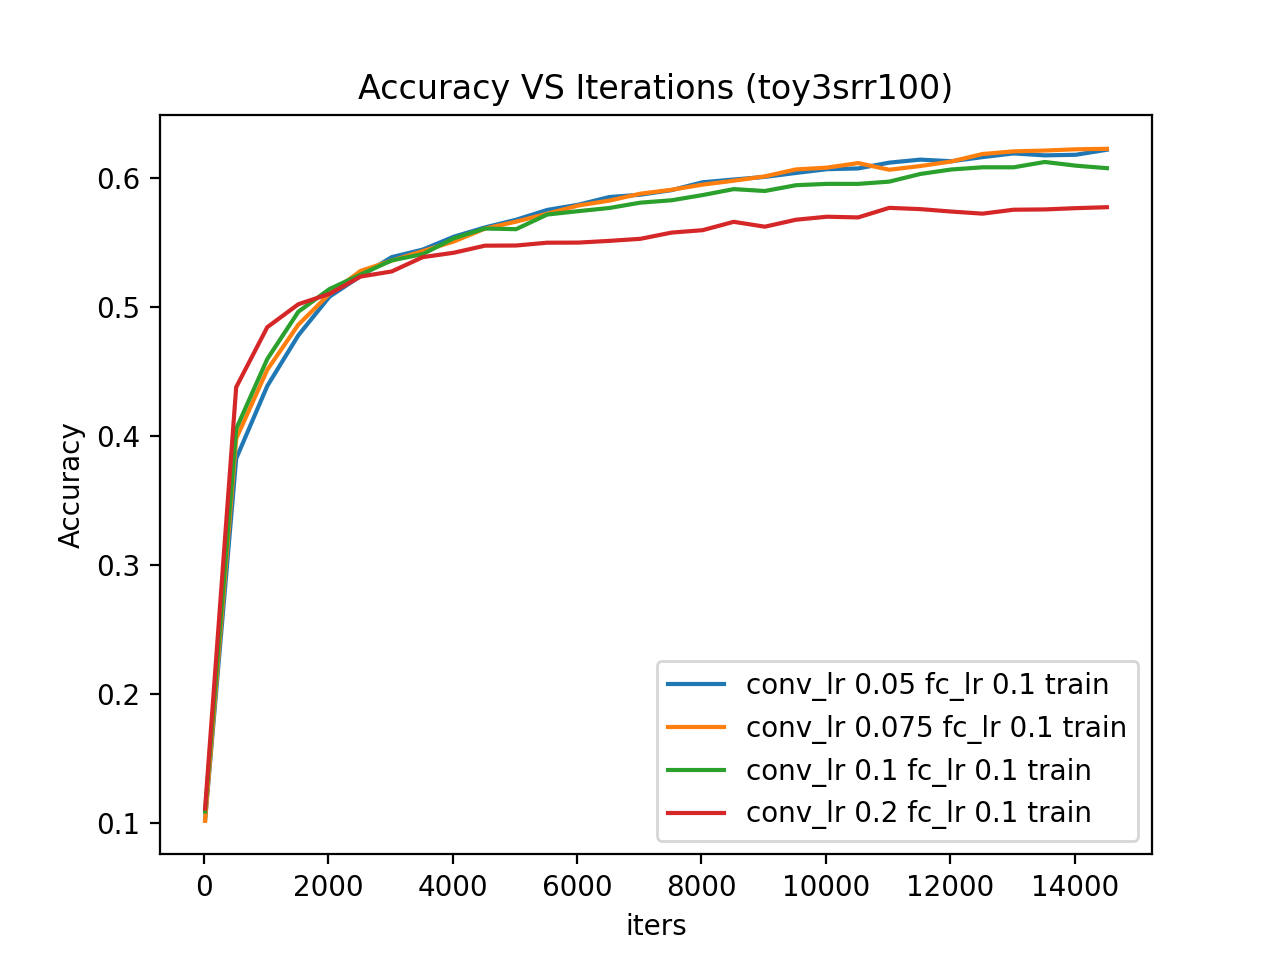 Accuracy VS Iterations (toy3srr100)
0.6
0.5
0.4
0.3
0.2
0.1
Accuracy
conv_lr 0.05 fc_lr 0.1 train
conv_lr 0.075 fc_lr 0.1 train
conv_lr 0.1 fc_lr 0.1 train
conv_lr 0.2 fc_lr 0.1 train
0 2000 4000 6000 8000 10000 12000 14000
iters